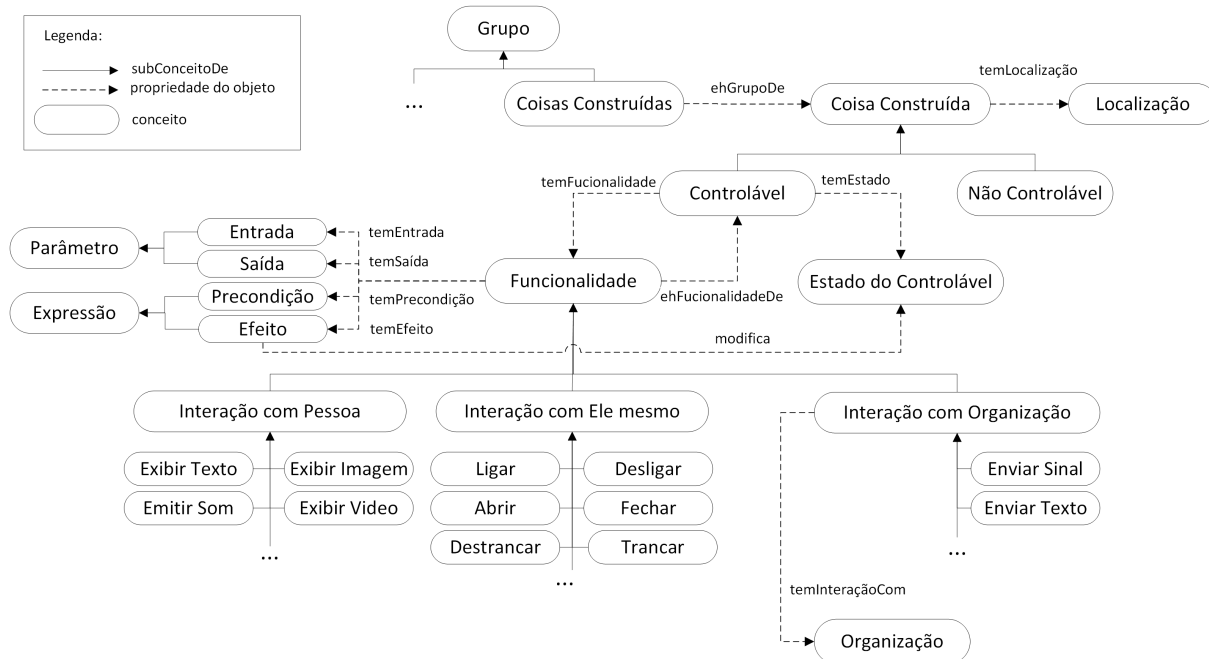 Legenda:
subConceitoDe
propriedade do objeto
conceito
Grupo
...
Coisas Construídas
ehGrupoDe
Coisa Construída
temLocalização
Localização
temFucionalidade
Controlável
temEstado
Não Controlável
Parâmetro
Entrada
Saída
temEntrada
temSaída
Funcionalidade
ehFucionalidadeDe
Estado do Controlável
Expressão
Precondição
Efeito
temPrecondição
temEfeito
modifica
Interação com Pessoa
Interação com Ele mesmo
Interação com Organização
Exibir Texto
Exibir Imagem
Emitir Som
Exibir Video
...
Ligar
Desligar
Abrir
Fechar
Destrancar
Trancar
...
Enviar Sinal
Enviar Texto
...
temInteraçãoCom
Organização